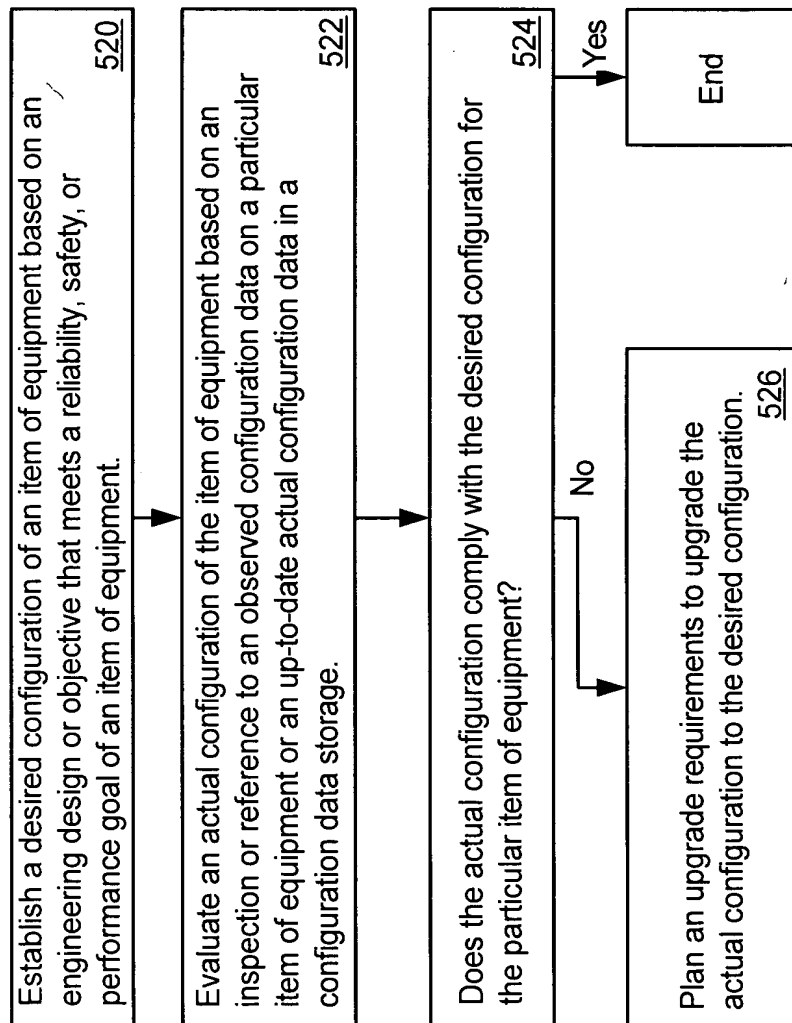 Establish a desired configuration of an item of equipment based on an
engineering design or objective that meets a reliability, safety, or
performance goal of an item of equipment.
520
Evaluate an actual configuration of the item of equipment based on an
inspection or reference to an observed configuration data on a particular
item of equipment or an up-to-date actual configuration data in a
configuration data storage.
522
Does the actual configuration comply with the desired configuration for
the particular item of equipment?
524
No
Yes
Plan an upgrade requirements to upgrade the
actual configuration to the desired configuration.
526
End